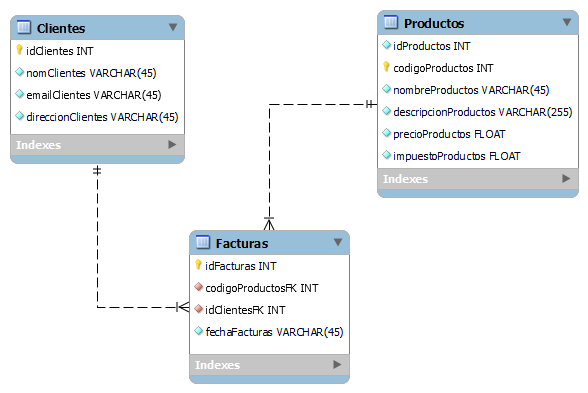 Clientes
idClientes INT
nomClientes VARCHAR(45)
emailClientes VARCHAR(45)
direccionClientes VARCHAR(45)
Indexes
Productos
idProductos INT
codigoProductos INT
nombreProductos VARCHAR(45)
descripcionProductos VARCHAR(255)
precioProductos FLOAT
impuestoProductos FLOAT
Indexes
Facturas
idFacturas INT
codigoProductosFK INT
idClientesFK INT
fechaFacturas VARCHAR(45)
Indexes